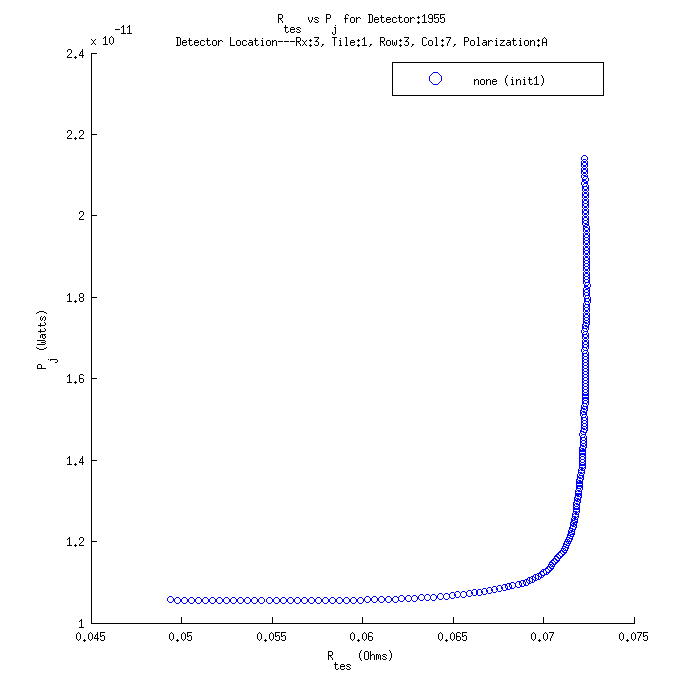 R_tes vs P_j for Detector:1955
Detector Location---Rx:3, Tile:1, Row:3, Col:7, Polarization:A
x 10^-11
none (init1)
2.4
2.2
2
1.8
1.6
1.4
1.2
1
P_j (Watts)
0.045 0.05 0.055 0.06 0.065 0.07 0.075
R_tes (Ohms)